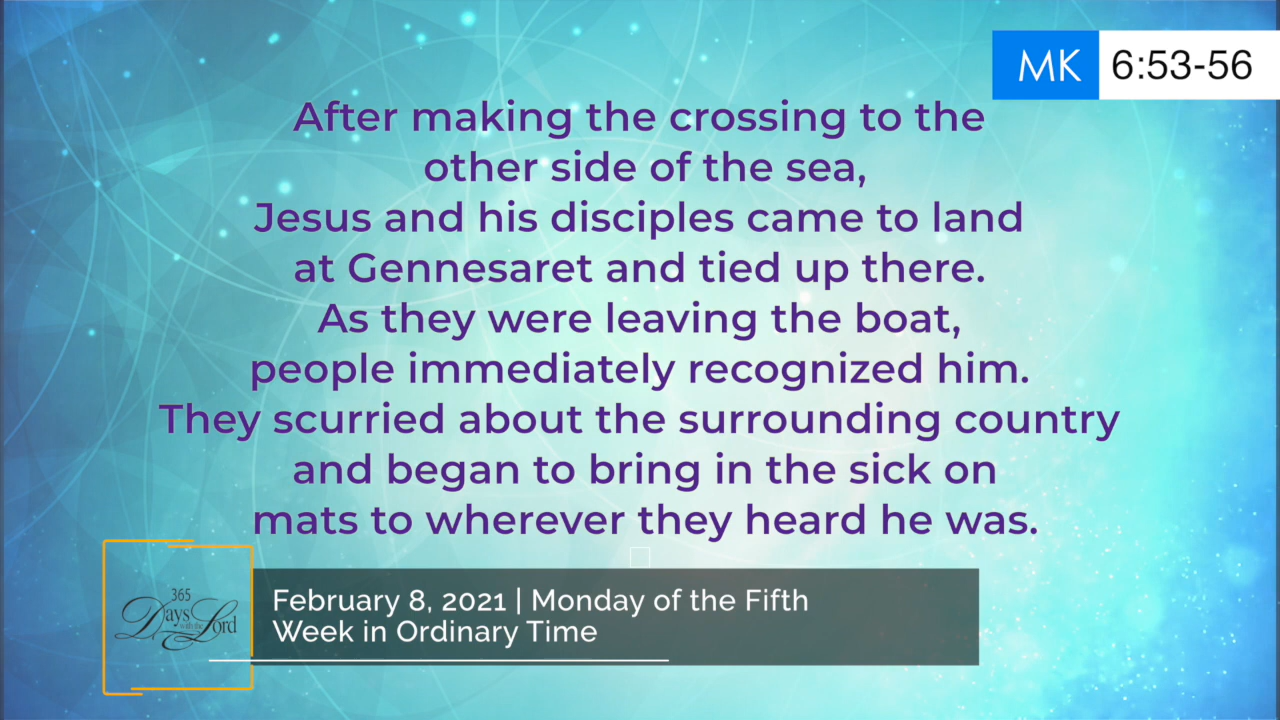 MK 6:53-56
After making the crossing to the
other side of the sea,
Jesus and his disciples came to land
at Gennesaret and tied up there.
As they were leaving the boat,
people immediately recognized him.
They scurried about the surrounding country
and began to bring in the sick on
mats to wherever they heard he was.
365
Days with the Lord
February 8, 2021 | Monday of the Fifth
Week in Ordinary Time